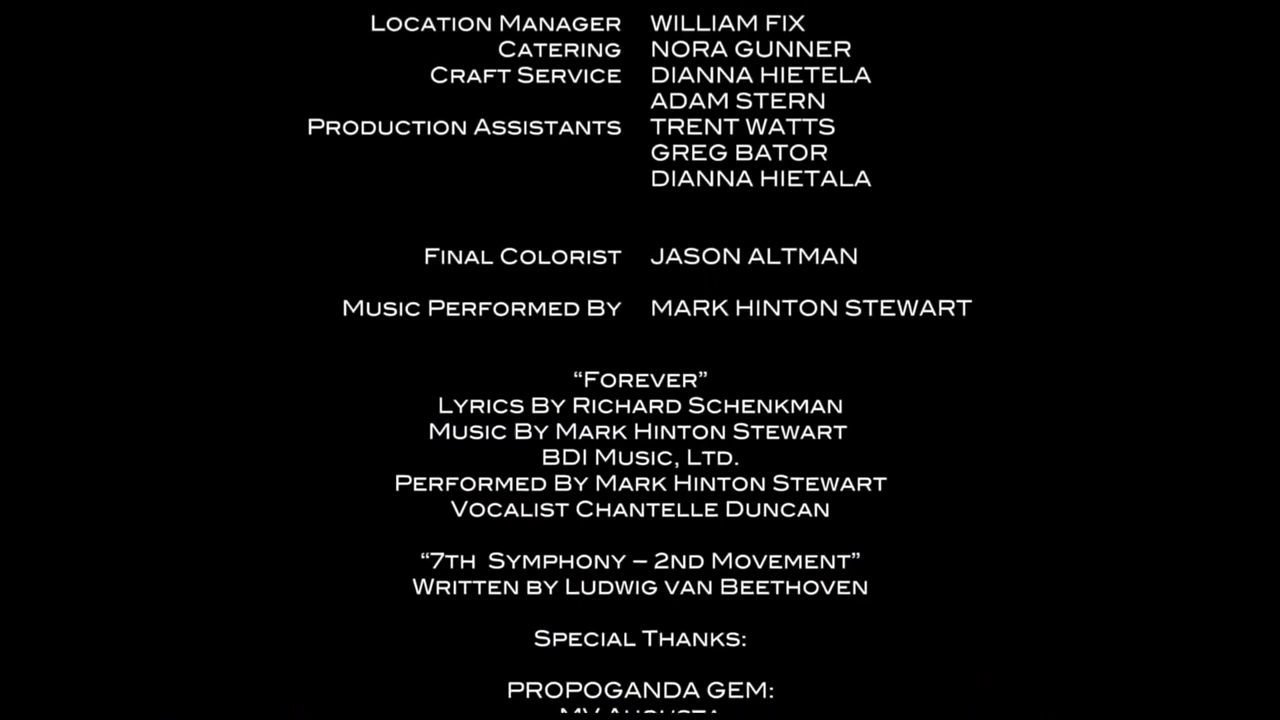 Location Manager WILLIAM FIX
Catering NORA GUNNER
Craft Service DIANNA HIETELA
ADAM STERN
Production Assistants TRENT WATTS
GREG BATOR
DIANNA HIETALA
Final Colorist JASON ALTMAN
Music Performed By MARK HINTON STEWART
“Forever”
Lyrics By Richard Schenkman
Music By Mark Hinton Stewart
BDI Music, Ltd.
Performed By Mark Hinton Stewart
Vocalist Chantelle Duncan
“7th Symphony – 2nd Movement”
Written by Ludwig van Beethoven
Special Thanks:
PROPOGANDA GEM:
MV Augusta